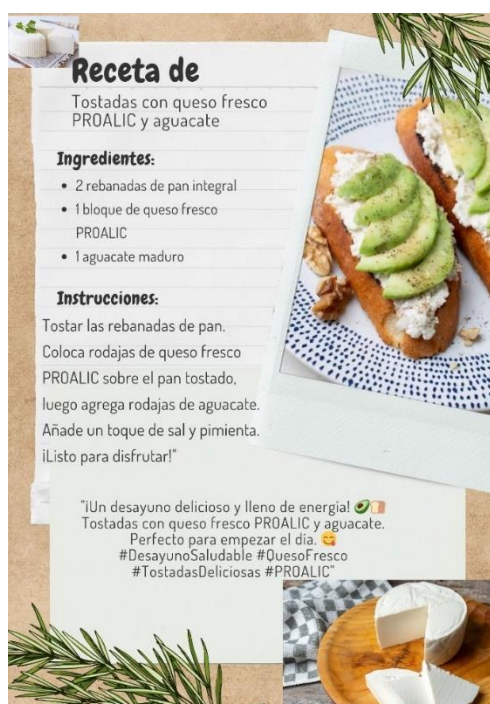 Receta de
Tostadas con queso fresco
PROALIC y aguacate
Ingredientes:
• 2 rebanadas de pan integral
• 1 bloque de queso fresco
PROALIC
• 1 aguacate maduro
Instrucciones:
Tostar las rebanadas de pan.
Coloca rodajas de queso fresco
PROALIC sobre el pan tostado,
luego agrega rodajas de aguacate.
Añade un toque de sal y pimienta.
¡Listo para disfrutar!"
"¡Un desayuno delicioso y lleno de energía! 🥑🍞
Tostadas con queso fresco PROALIC y aguacate.
Perfecto para empezar el día. 😋
#DesayunoSaludable #QuesoFresco
#TostadasDeliciosas #PROALIC"